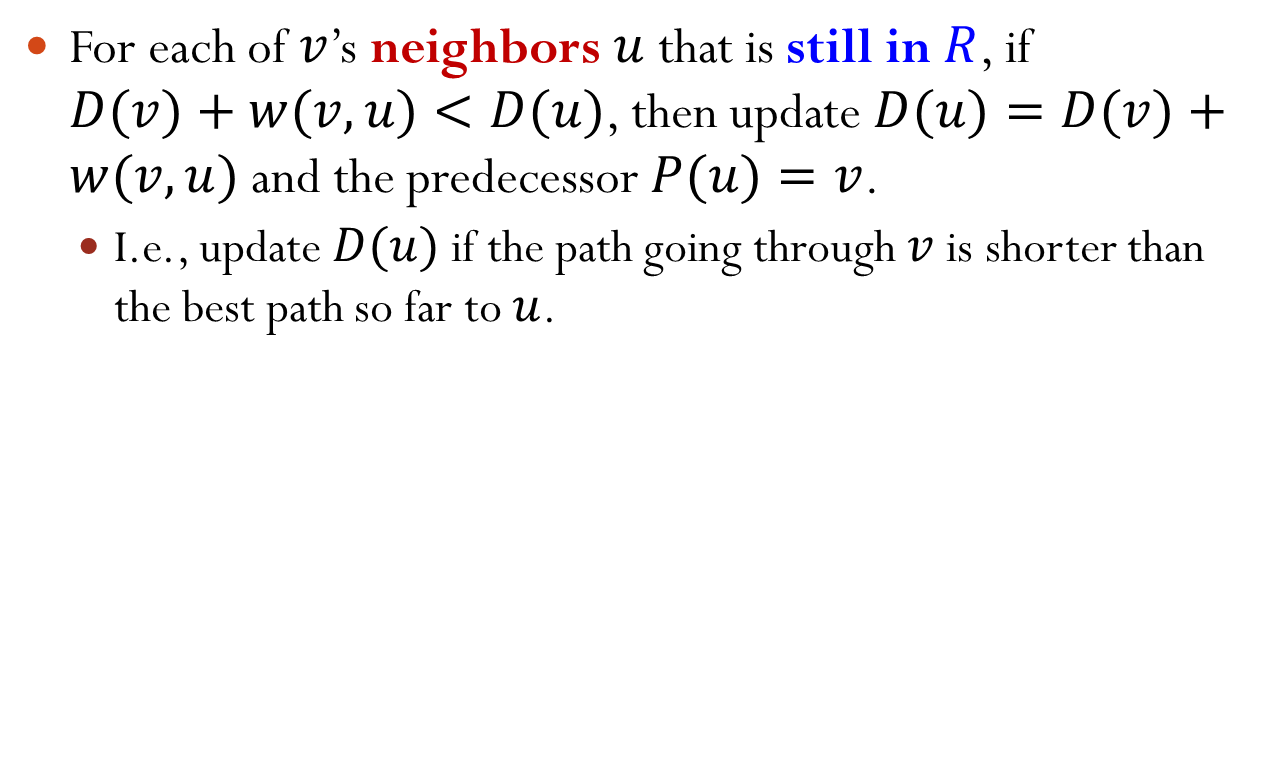 • For each of v’s neighbors u that is still in R, if
D(v) + w(v, u) < D(u), then update D(u) = D(v) +
w(v, u) and the predecessor P(u) = v.
• I.e., update D(u) if the path going through v is shorter than
the best path so far to u.